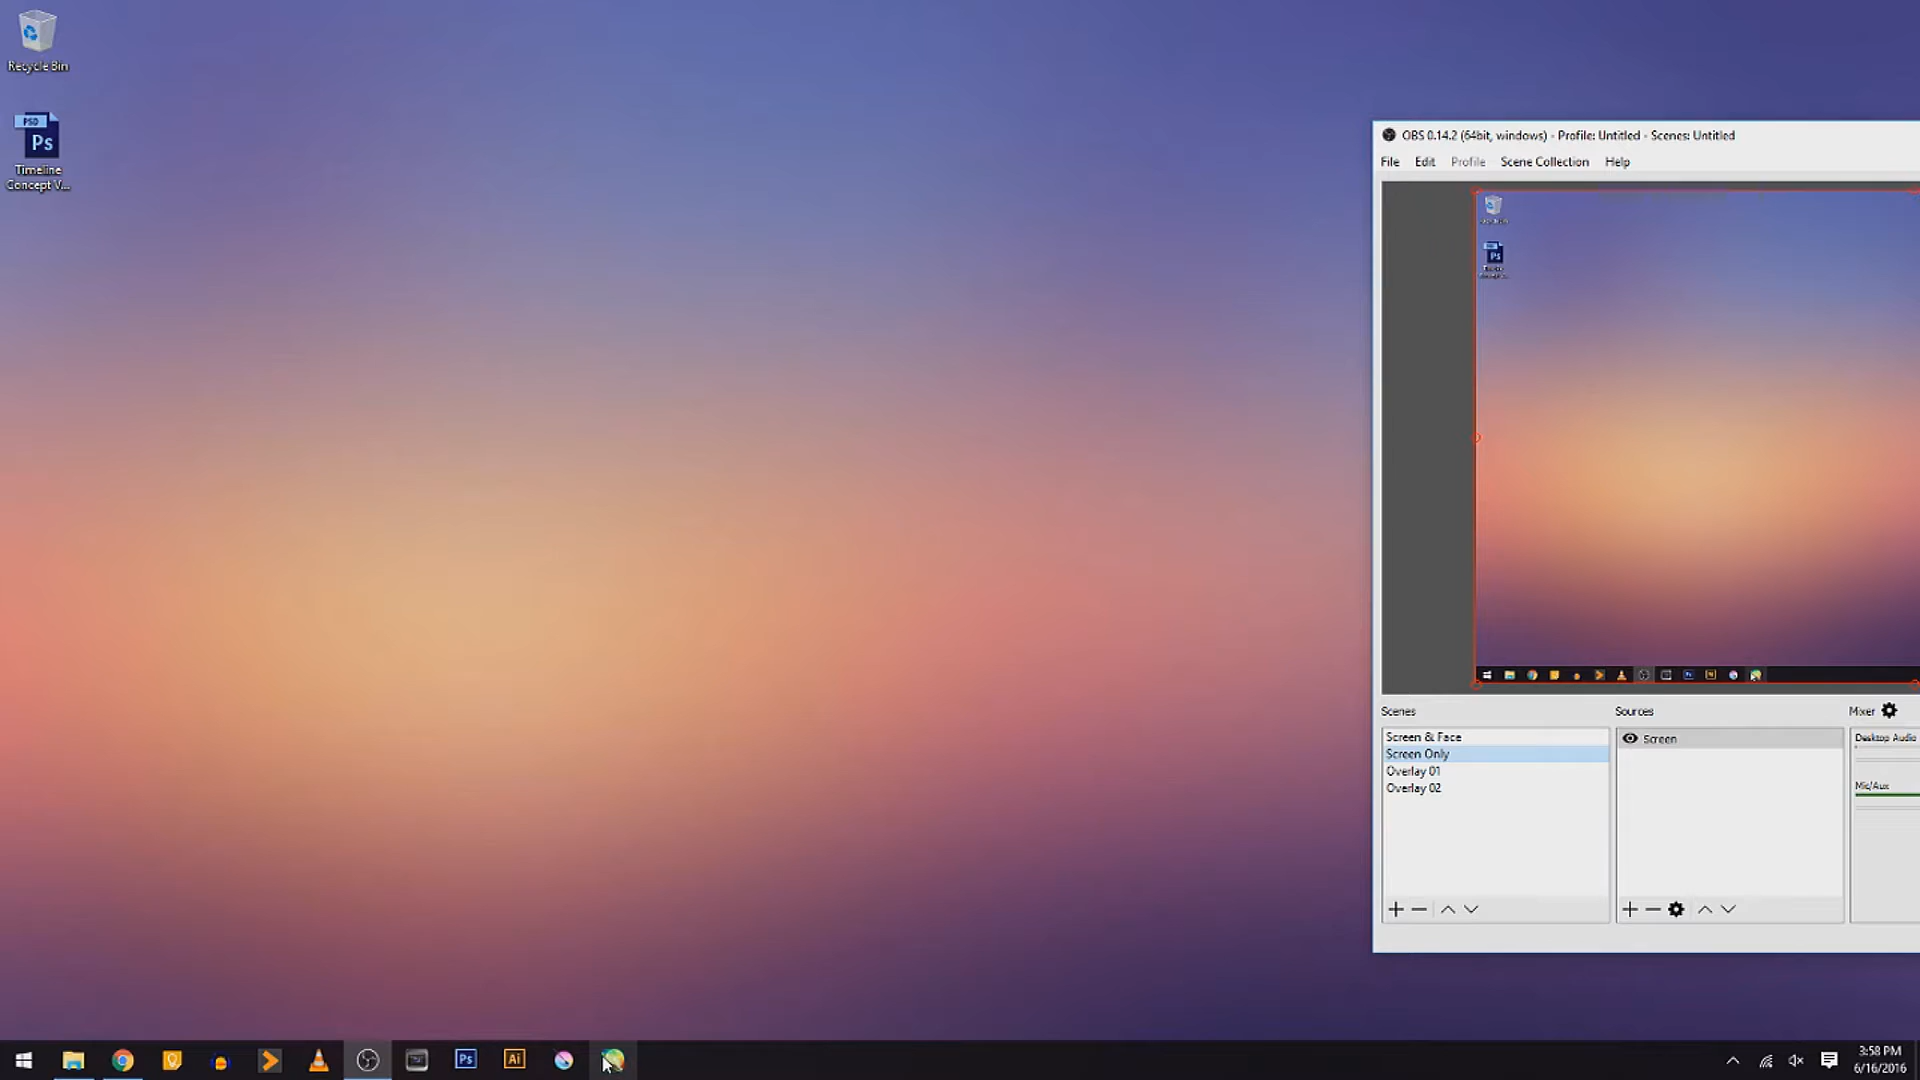 Recycle Bin
PSD
Ps
Timeline
Concept V...
OBS 0.14.2 (64bit, windows) - Profile: Untitled - Scenes: Untitled
File Edit Profile Scene Collection Help
Ps
Scenes
Screen & Face
Screen Only
Overlay 01
Overlay 02
Sources
Screen
Mixer
Desktop Audio
Mic/Aux
Ps
Ai
3:58 PM
6/16/2016